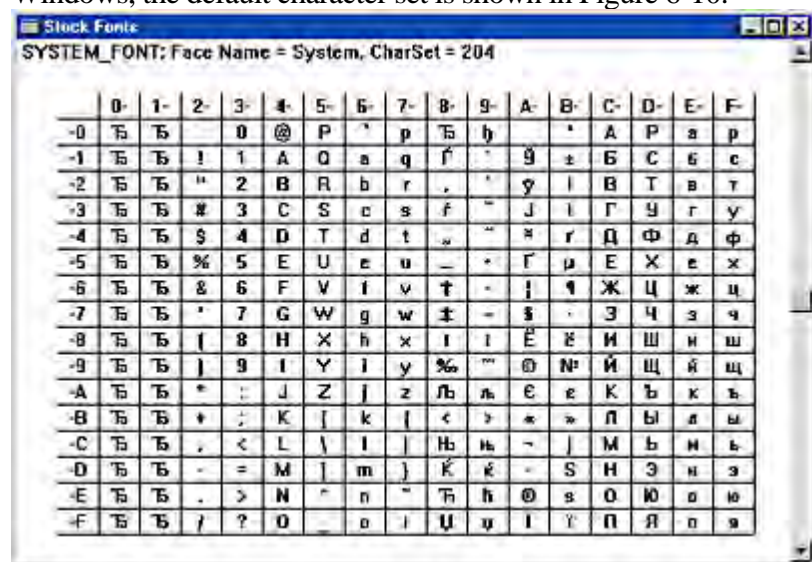 Windows, the default character set is shown in Figure
Stock Fonts
SYSTEM_FONT: Face Name = System, CharSet = 204
0- 1- 2- 3- 4- 5- 6- 7- 8- 9- A- B- C- D- E- F-
-0 Ђ Ђ 0 @ P ` p Ђ ђ ° А Р а р
-1 Ђ Ђ ! 1 A Q a q Ѓ ‘ Ў ± Б С б с
-2 Ђ Ђ " 2 B R b r ‚ ’ ў І В Т в т
-3 Ђ Ђ # 3 C S c s ѓ “ Ј і Г У г у
-4 Ђ Ђ $ 4 D T d t „ ” ¤ ґ Д Ф д ф
-5 Ђ Ђ % 5 E U e u … • Ґ µ Е Х е х
-6 Ђ Ђ & 6 F V f v † – ¦ ¶ Ж Ц ж ц
-7 Ђ Ђ ' 7 G W g w ‡ — § · З Ч з ч
-8 Ђ Ђ ( 8 H X h x Ё ё И Ш и ш
-9 Ђ Ђ ) 9 I Y i y ‰ ™ © № Й Щ й щ
-A Ђ Ђ * : J Z j z Љ љ Є є К Ъ к ъ
-B Ђ Ђ + ; K [ k { ‹ › « » Л Ы л ы
-C Ђ Ђ , < L \ l | Њ њ ¬ ј М Ь м ь
-D Ђ Ђ - = M ] m } Ќ ќ - Ѕ Н Э н э
-E Ђ Ђ . > N ^ n ~ Ћ ћ ® ѕ О Ю о ю
-F Ђ Ђ / ? O _ o Џ џ Ї ї П Я п я